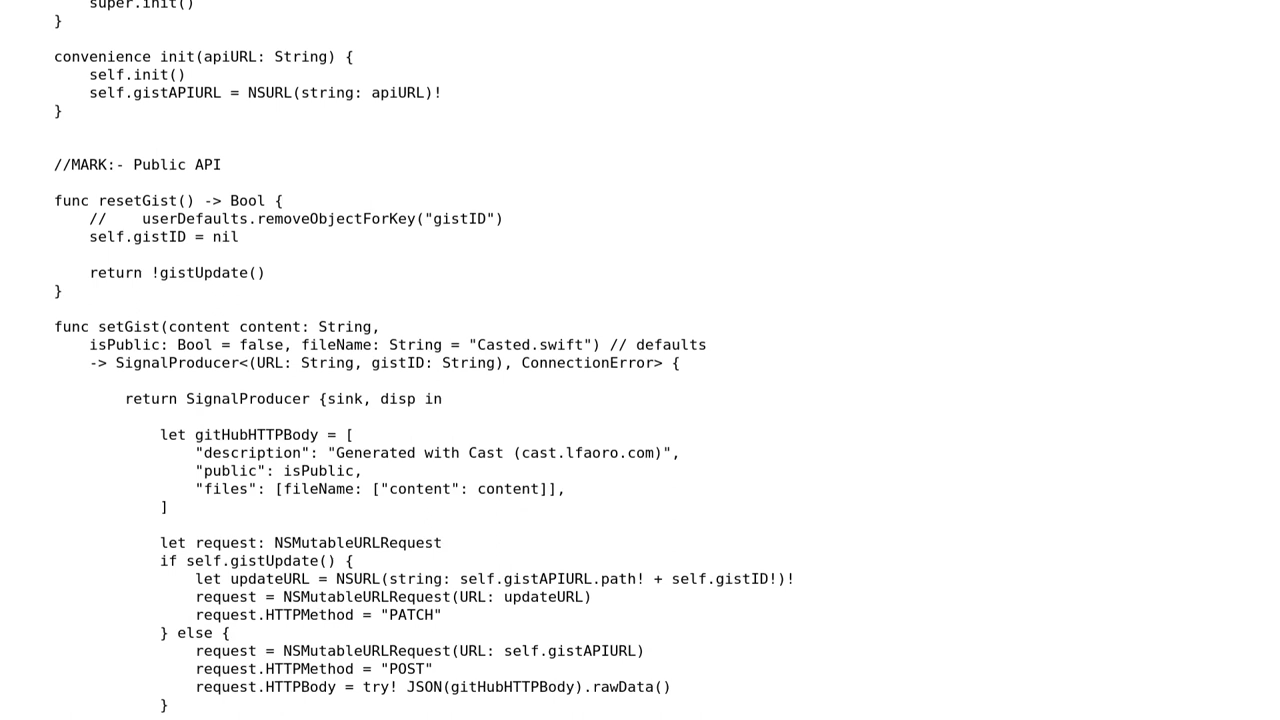 super.init()
}
convenience init(apiURL: String) {
self.init()
self.gistAPIURL = NSURL(string: apiURL)!
}
//MARK:- Public API
func resetGist() -> Bool {
//    userDefaults.removeObjectForKey("gistID")
self.gistID = nil
return !gistUpdate()
}
func setGist(content content: String,
isPublic: Bool = false, fileName: String = "Casted.swift") // defaults
-> SignalProducer<(URL: String, gistID: String), ConnectionError> {
return SignalProducer {sink, disp in
let gitHubHTTPBody = [
"description": "Generated with Cast (cast.lfaoro.com)",
"public": isPublic,
"files": [fileName: ["content": content]],
]
let request: NSMutableURLRequest
if self.gistUpdate() {
let updateURL = NSURL(string: self.gistAPIURL.path! + self.gistID!)!
request = NSMutableURLRequest(URL: updateURL)
request.HTTPMethod = "PATCH"
} else {
request = NSMutableURLRequest(URL: self.gistAPIURL)
request.HTTPMethod = "POST"
request.HTTPBody = try! JSON(gitHubHTTPBody).rawData()
}